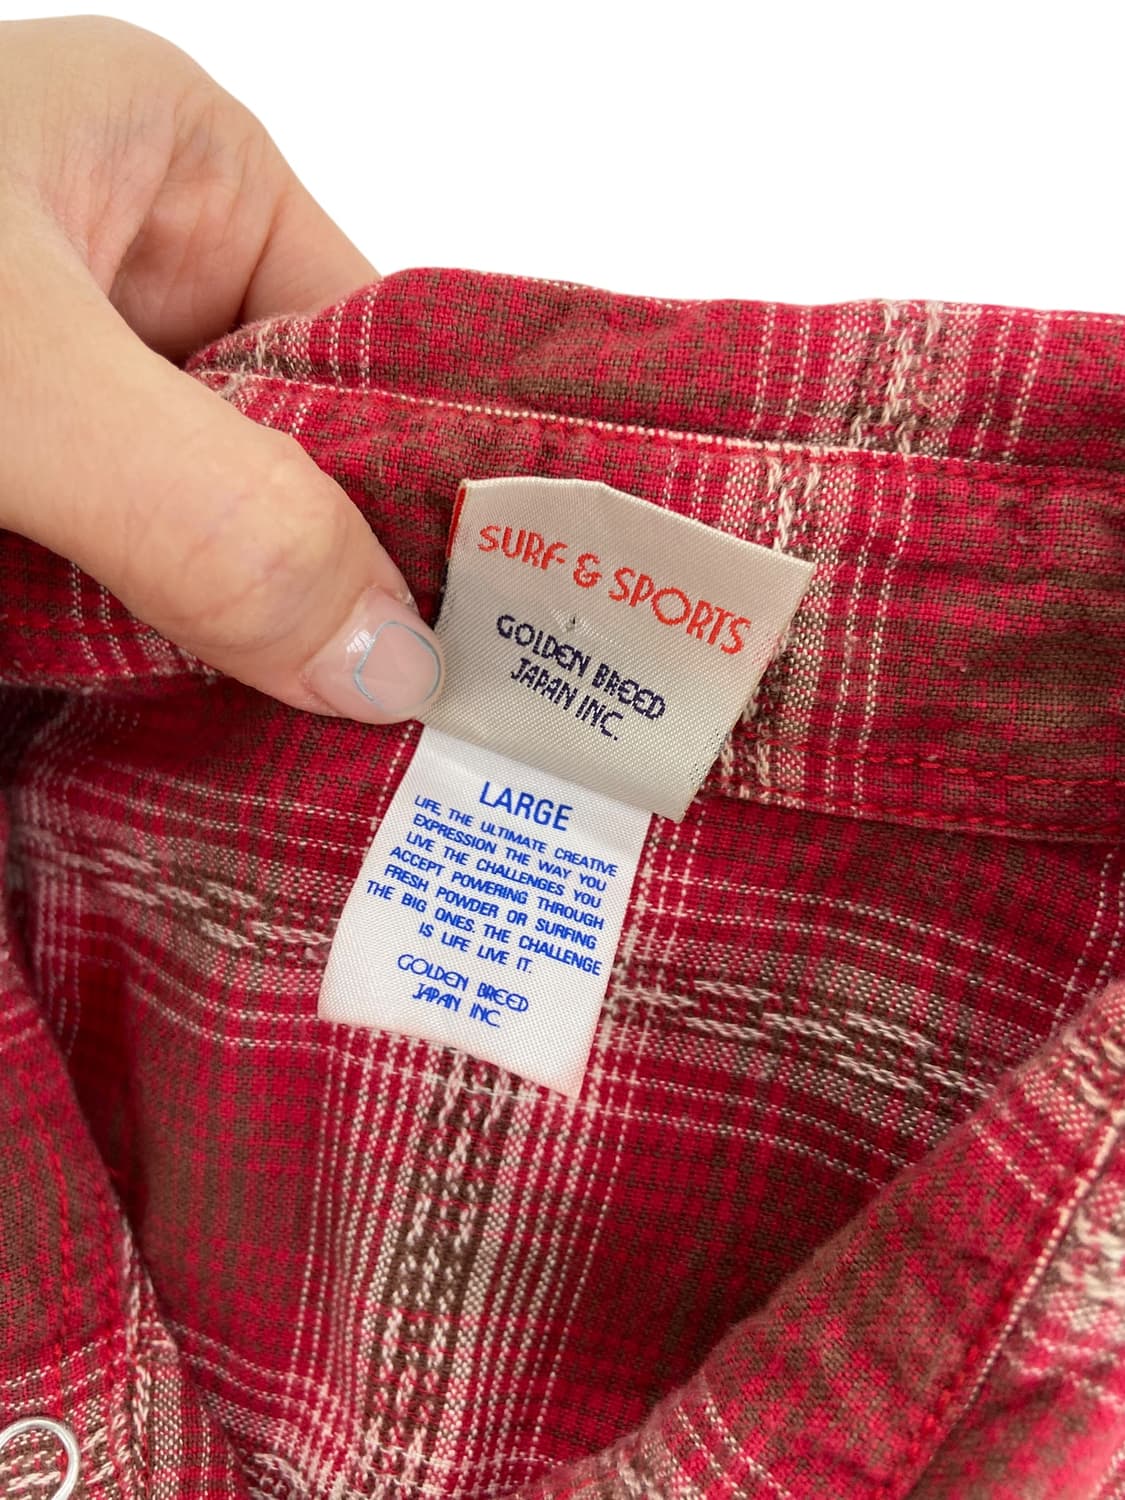 SURF & SPORTS
GOLDEN BREED
JAPAN INC.
LARGE
LIFE, THE ULTIMATE CREATIVE
EXPRESSION THE WAY YOU
LIVE THE CHALLENGES YOU
ACCEPT POWERING THROUGH
FRESH POWDER OR SURFING
THE BIG ONES. THE CHALLENGE
IS LIFE LIVE IT.
GOLDEN BREED
JAPAN INC.